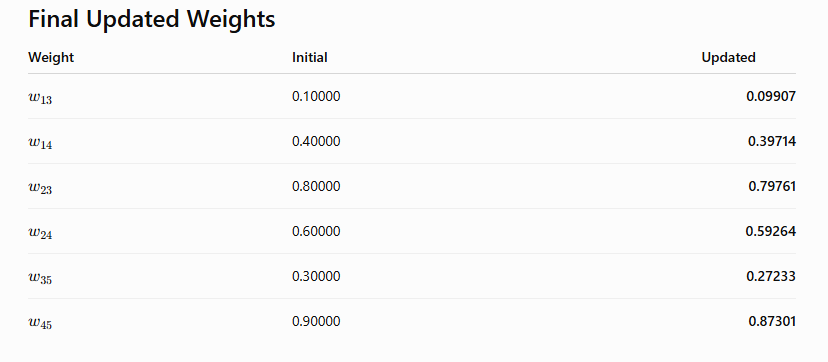 Final Updated Weights
Weight Initial Updated
w₁₃ 0.10000 0.09907
w₁₄ 0.40000 0.39714
w₂₃ 0.80000 0.79761
w₂₄ 0.60000 0.59264
w₃₅ 0.30000 0.27233
w₄₅ 0.90000 0.87301